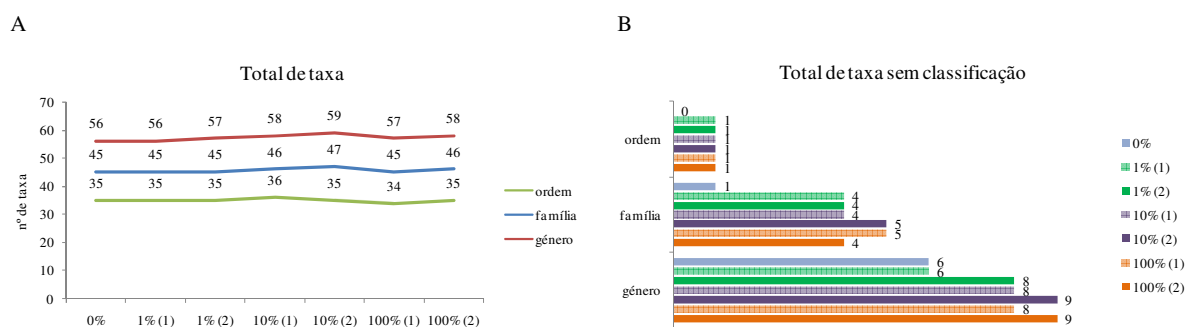 A
Total de taxa
nº de taxa
70
60
50
40
30
20
10
0
56 56 57 58 59 57 58
45 45 45 46 47 45 46
35 35 35 36 35 34 35
0% 1% (1) 1% (2) 10% (1) 10% (2) 100% (1) 100% (2)
ordem
família
género
B
Total de taxa sem classificação
ordem
0
1
1
1
1
1
1
família
1
4
4
4
5
5
4
género
6
6
8
8
9
8
9
0%
1% (1)
1% (2)
10% (1)
10% (2)
100% (1)
100% (2)